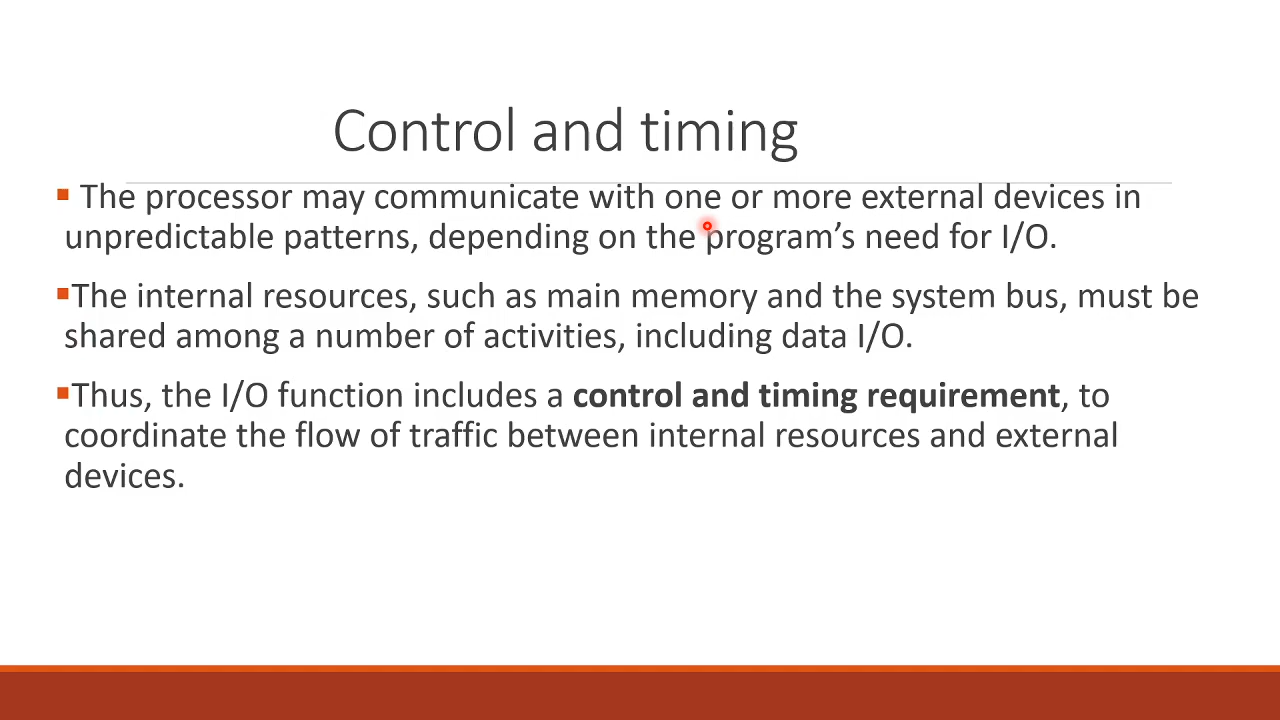 Control and timing
▪ The processor may communicate with one or more external devices in
unpredictable patterns, depending on the program’s need for I/O.
▪The internal resources, such as main memory and the system bus, must be
shared among a number of activities, including data I/O.
▪Thus, the I/O function includes a control and timing requirement, to
coordinate the flow of traffic between internal resources and external
devices.